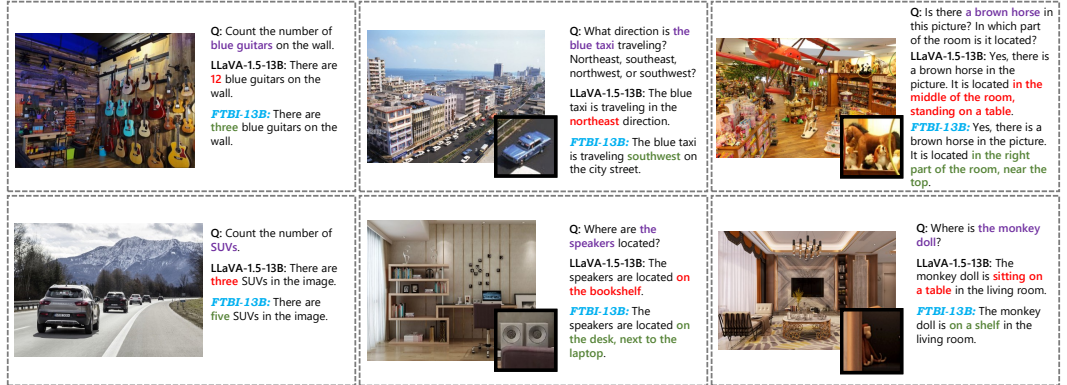 Q: Count the number of
blue guitars on the wall.
LLaVA-1.5-13B: There are
12 blue guitars on the
wall.
FTBI-13B: There are
three blue guitars on the
wall.
Q: What direction is the
blue taxi traveling?
Northeast, southeast,
northwest, or southwest?
LLaVA-1.5-13B: The blue
taxi is traveling in the
northeast direction.
FTBI-13B: The blue taxi
is traveling southwest on
the city street.
Q: Is there a brown horse in
this picture? In which part
of the room is it located?
LLaVA-1.5-13B: Yes, there is
a brown horse in the
picture. It is located in the
middle of the room,
standing on a table.
FTBI-13B: Yes, there is a
brown horse in the picture.
It is located in the right
part of the room, near the
top.
Q: Count the number of
SUVs.
LLaVA-1.5-13B: There are
three SUVs in the image.
FTBI-13B: There are
five SUVs in the image.
Q: Where are the
speakers located?
LLaVA-1.5-13B: The
speakers are located on
the bookshelf.
FTBI-13B: The
speakers are located on
the desk, next to the
laptop.
Q: Where is the monkey
doll?
LLaVA-1.5-13B: The
monkey doll is sitting on
a table in the living room.
FTBI-13B: The monkey
doll is on a shelf in the
living room.